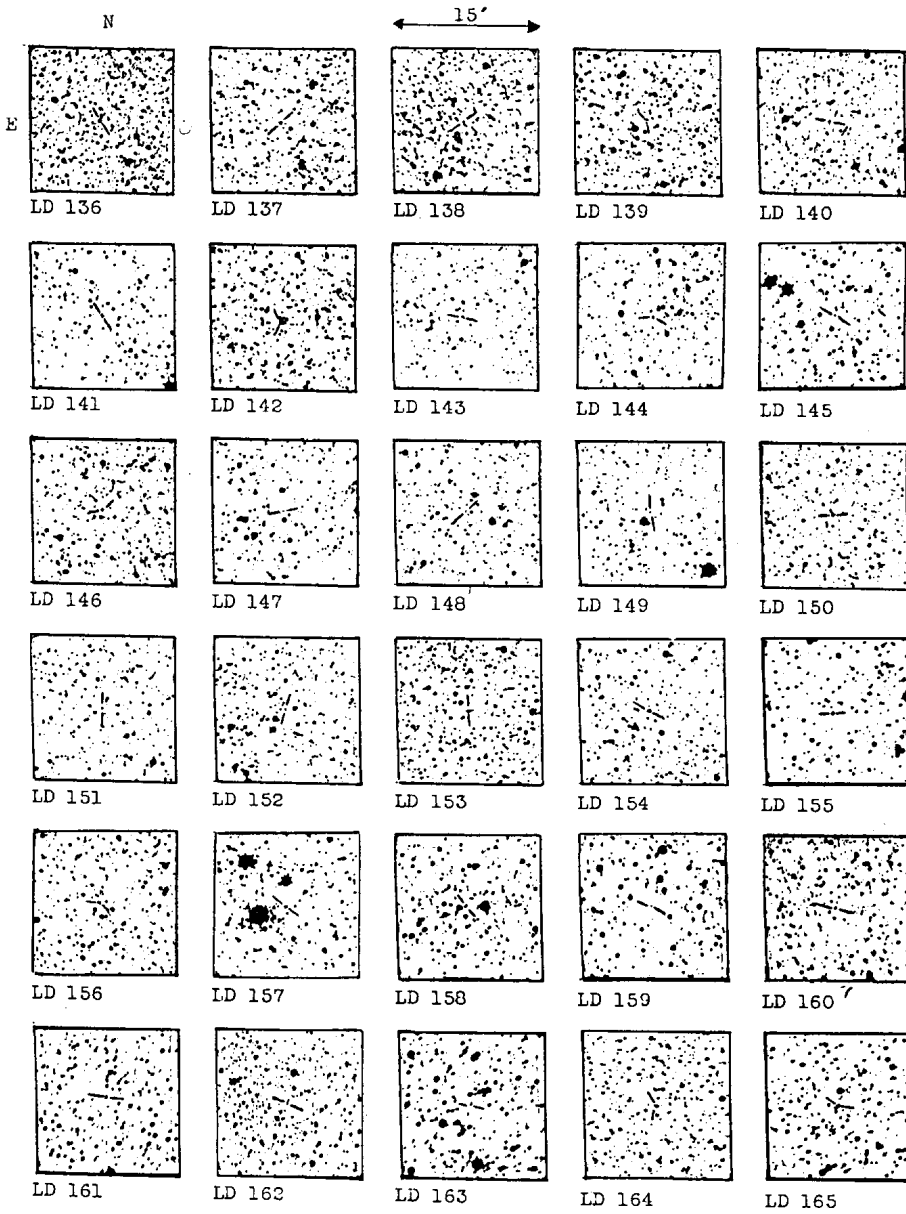 N 15′
E
LD 136 LD 137 LD 138 LD 139 LD 140
LD 141 LD 142 LD 143 LD 144 LD 145
LD 146 LD 147 LD 148 LD 149 LD 150
LD 151 LD 152 LD 153 LD 154 LD 155
LD 156 LD 157 LD 158 LD 159 LD 160
LD 161 LD 162 LD 163 LD 164 LD 165